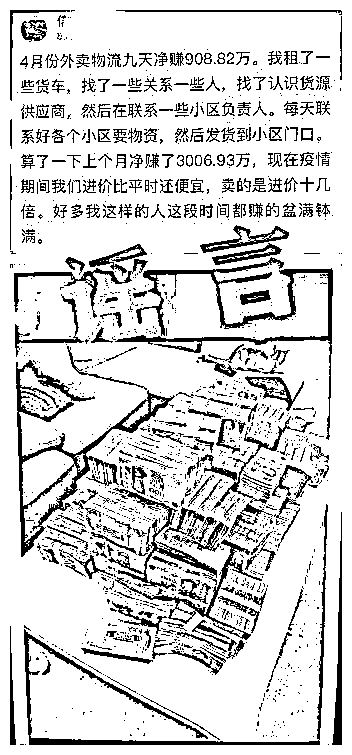 4月份外卖物流九天净赚908.82万。我租了一
些货车，找了一些关系一些人，找了认识货源
供应商，然后在联系一些小区负责人。每天联
系好各个小区要物资，然后发货到小区门口。
算了一下上个月净赚了3006.93万，现在疫情
期间我们进价比平时还便宜，卖的是进价十几
倍。好多我这样的人这段时间都赚的盆满钵
满。
谣言